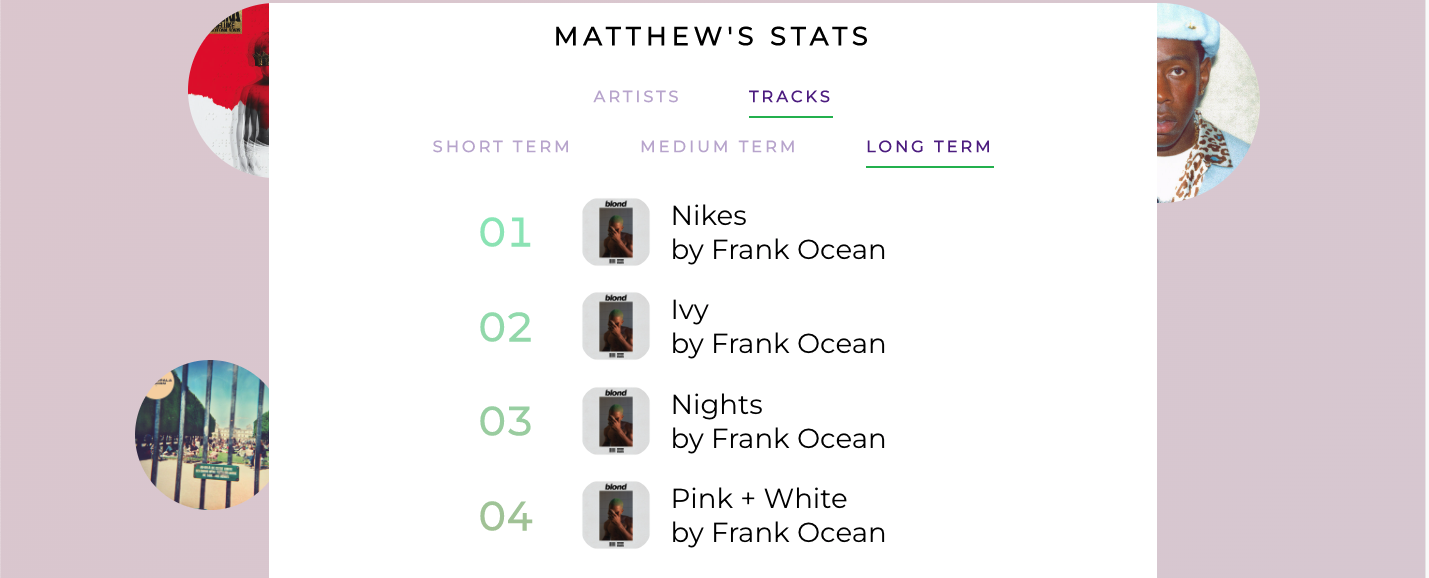 MATTHEW'S STATS
ARTISTS TRACKS
SHORT TERM MEDIUM TERM LONG TERM
01
blond
Nikes
by Frank Ocean
02
blond
Ivy
by Frank Ocean
03
blond
Nights
by Frank Ocean
04
blond
Pink + White
by Frank Ocean